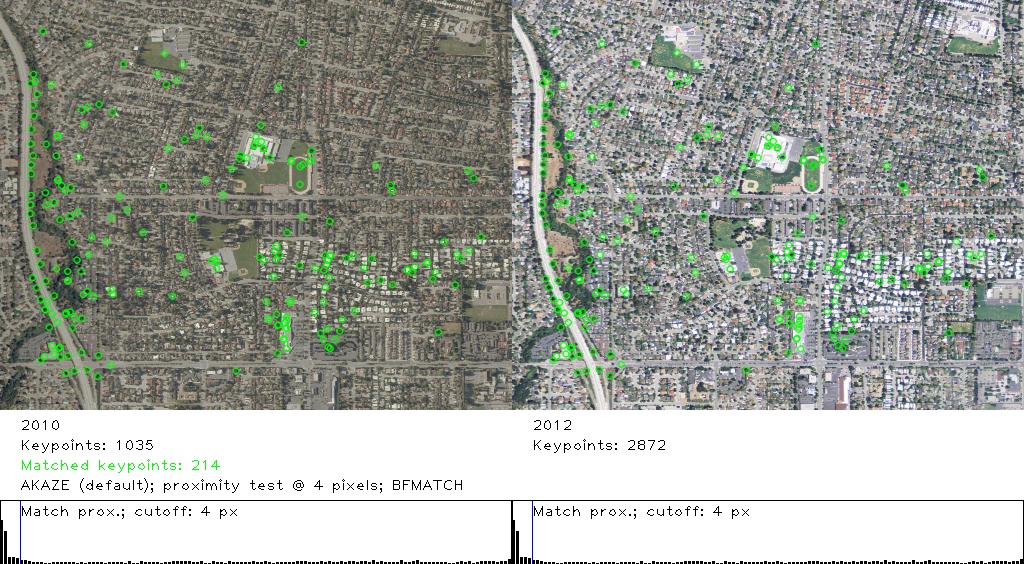 2010
Keypoints: 1035
Matched keypoints: 214
AKAZE (default); proximity test @ 4 pixels; BFMATCH
2012
Keypoints: 2872
Match prox.; cutoff: 4 px
Match prox.; cutoff: 4 px